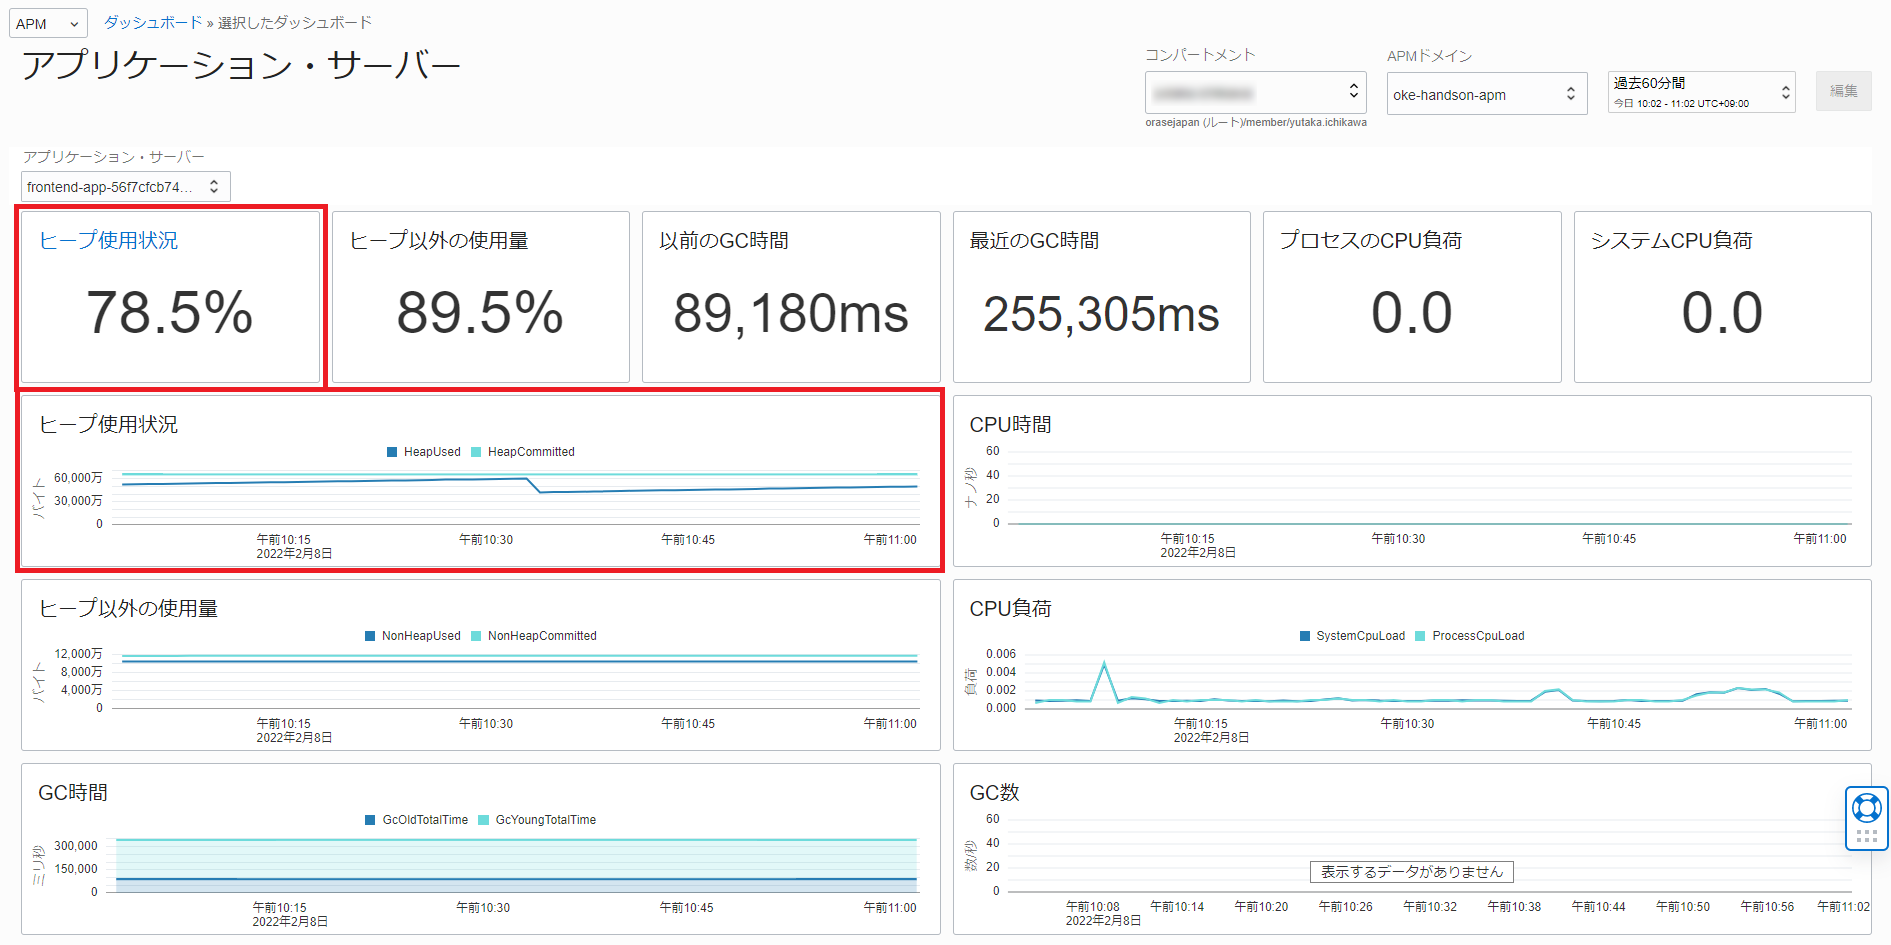 APM
ダッシュボード » 選択したダッシュボード
アプリケーション・サーバー
コンパートメント
orasejapan (ルート)/member/yutaka.ichikawa
APMドメイン
oke-handson-apm
過去60分間
今日 10:02 - 11:02 UTC+09:00
編集
アプリケーション・サーバー
frontend-app-56f7cfcb74...
ヒープ使用状況
78.5%
ヒープ以外の使用量
89.5%
以前のGC時間
89,180ms
最近のGC時間
255,305ms
プロセスのCPU負荷
0.0
システムCPU負荷
0.0
ヒープ使用状況
HeapUsed HeapCommitted
バイト
60,000万
30,000万
0
午前10:15 午前10:30 午前10:45 午前11:00
2022年2月8日
CPU時間
ナノ秒
60
40
20
0
午前10:15 午前10:30 午前10:45 午前11:00
2022年2月8日
ヒープ以外の使用量
NonHeapUsed NonHeapCommitted
バイト
12,000万
8,000万
4,000万
0
午前10:15 午前10:30 午前10:45 午前11:00
2022年2月8日
CPU負荷
SystemCpuLoad ProcessCpuLoad
負荷
0.006
0.004
0.002
0.000
午前10:15 午前10:30 午前10:45 午前11:00
2022年2月8日
GC時間
GcOldTotalTime GcYoungTotalTime
ミリ秒
300,000
150,000
0
午前10:15 午前10:30 午前10:45 午前11:00
2022年2月8日
GC数
数/秒
60
40
20
0
表示するデータがありません
午前10:08 午前10:14 午前10:20 午前10:26 午前10:32 午前10:38 午前10:44 午前10:50 午前10:56 午前11:02
2022年2月8日